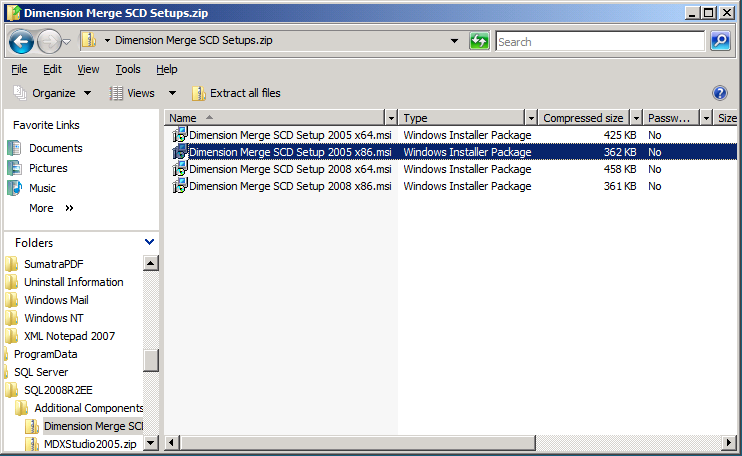 Dimension Merge SCD Setups.zip
Dimension Merge SCD Setups.zip
Search
File Edit View Tools Help
Organize Views Extract all files
Favorite Links
Documents
Pictures
Music
More »
Folders
SumatraPDF
Uninstall Information
Windows Mail
Windows NT
XML Notepad 2007
ProgramData
SQL Server
SQL2008R2EE
Additional Components
Dimension Merge SC
MDXStudio2005.zip
Name Type Compressed size Passw... Size
Dimension Merge SCD Setup 2005 x64.msi Windows Installer Package 425 KB No
Dimension Merge SCD Setup 2005 x86.msi Windows Installer Package 362 KB No
Dimension Merge SCD Setup 2008 x64.msi Windows Installer Package 458 KB No
Dimension Merge SCD Setup 2008 x86.msi Windows Installer Package 361 KB No